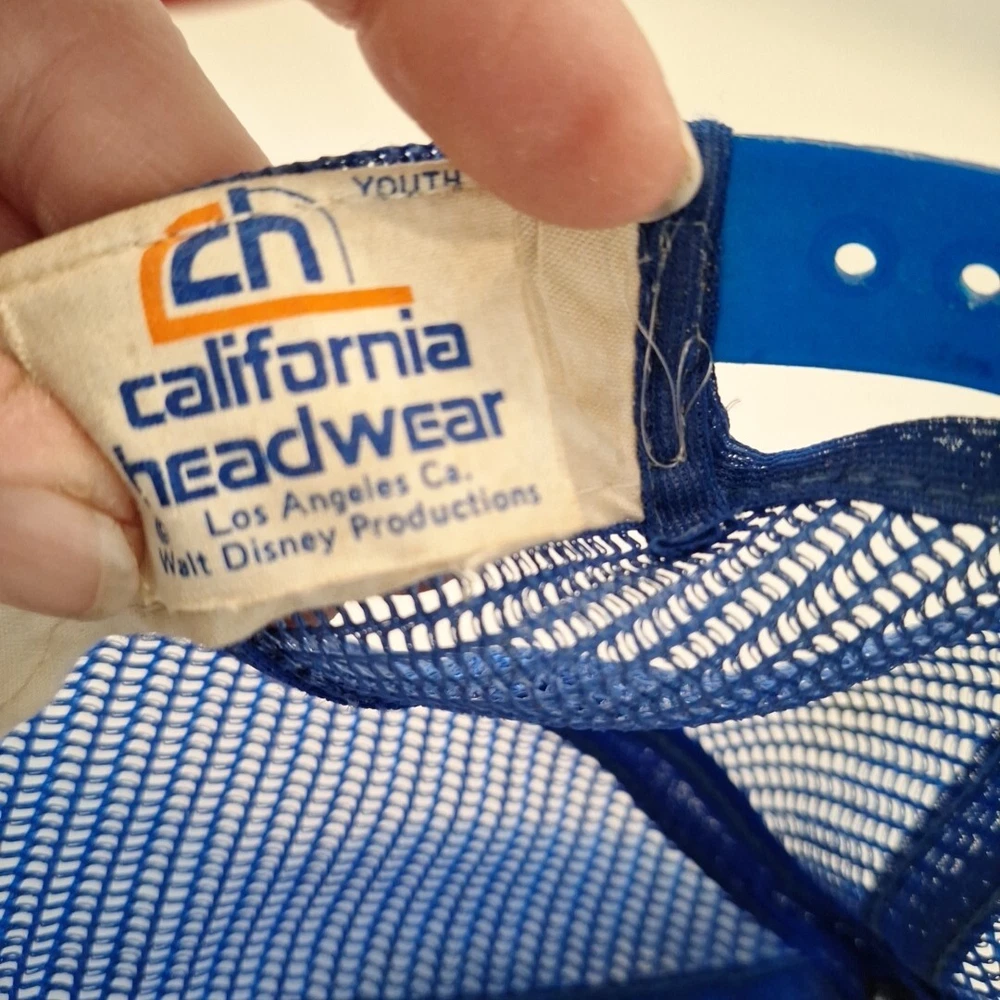 YOUTH
ch
california
headwear
Los Angeles Ca.
©
Walt Disney Productions